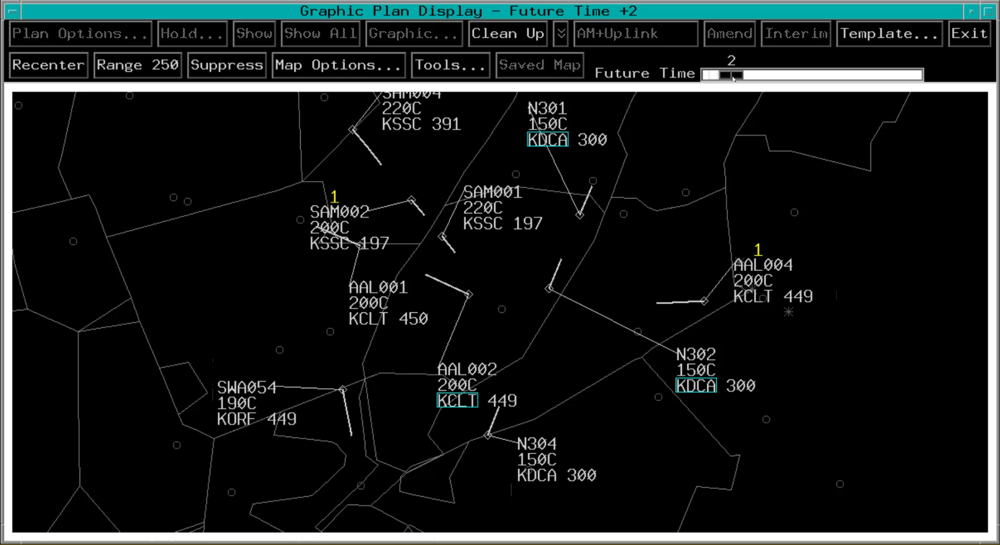 Graphic Plan Display - Future Time +2
Plan Options... Hold... Show Show All Graphic... Clean Up AM+Uplink Amend Interim Template... Exit
Recenter Range 250 Suppress Map Options... Tools... Saved Map Future Time 2
SAM004
220C
KSSC 391
N301
150C
KDCA 300
SAM001
220C
KSSC 197
1
SAM002
200C
KSSC 197
1
AAL004
200C
KCLT 449
AAL001
200C
KCLT 450
N302
150C
KDCA 300
AAL002
200C
KCLT 449
SWA054
190C
KORF 449
N304
150C
KDCA 300